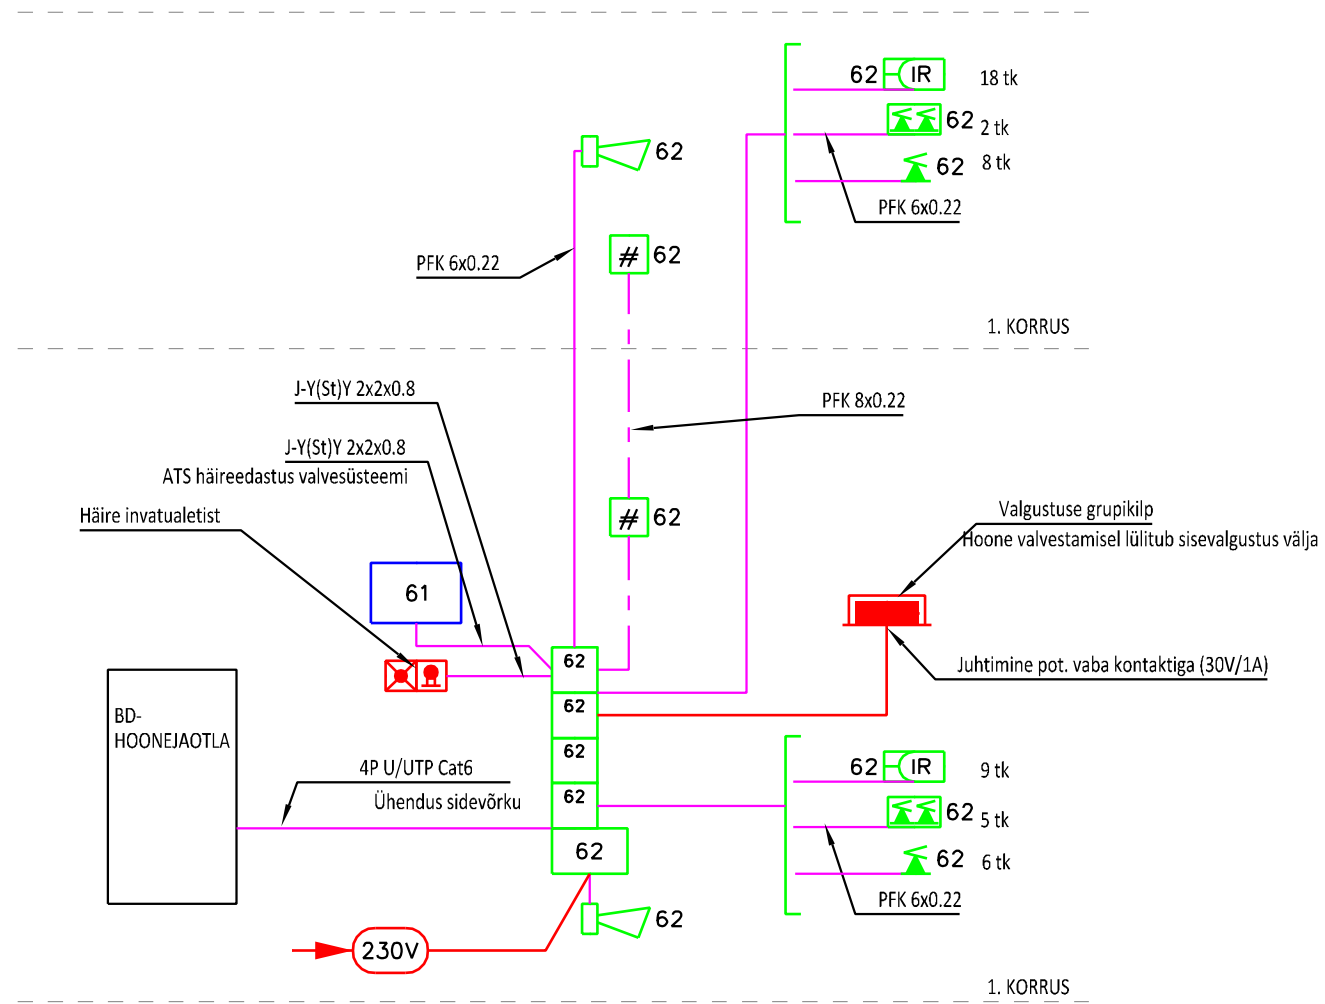 62 IR 18 tk
62 2 tk
62 8 tk
PFK 6x0.22
62
# 62
PFK 6x0.22
1. KORRUS
J-Y(St)Y 2x2x0.8
PFK 8x0.22
J-Y(St)Y 2x2x0.8
ATS häireedastus valvesüsteemi
Häire invatualetist
# 62
Valgustuse grupikilp
Hoone valvestamisel lülitub sisevalgustus välja
61
62
Juhtimine pot. vaba kontaktiga (30V/1A)
62
BD-
HOONEJAOTLA
62
4P U/UTP Cat6
Ühendus sidevõrku
62
62 IR 9 tk
62 5 tk
62 6 tk
PFK 6x0.22
62
62
230V
1. KORRUS